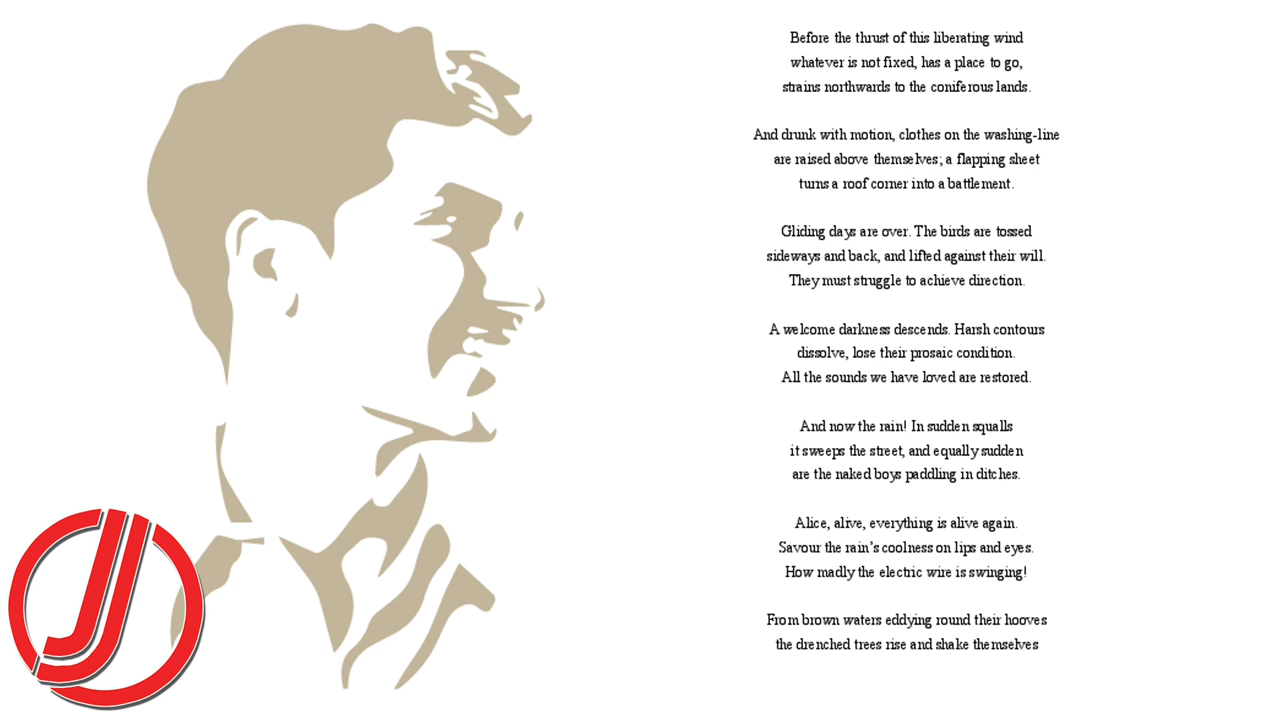 Before the thrust of this liberating wind
whatever is not fixed, has a place to go,
strains northwards to the coniferous lands.
And drunk with motion, clothes on the washing-line
are raised above themselves; a flapping sheet
turns a roof corner into a battlement.
Gliding days are over. The birds are tossed
sideways and back, and lifted against their will.
They must struggle to achieve direction.
A welcome darkness descends. Harsh contours
dissolve, lose their prosaic condition.
All the sounds we have loved are restored.
And now the rain! In sudden squalls
it sweeps the street, and equally sudden
are the naked boys paddling in ditches.
Alice, alive, everything is alive again.
Savour the rain's coolness on lips and eyes.
How madly the electric wire is swinging!
From brown waters eddying round their hooves
the drenched trees rise and shake themselves